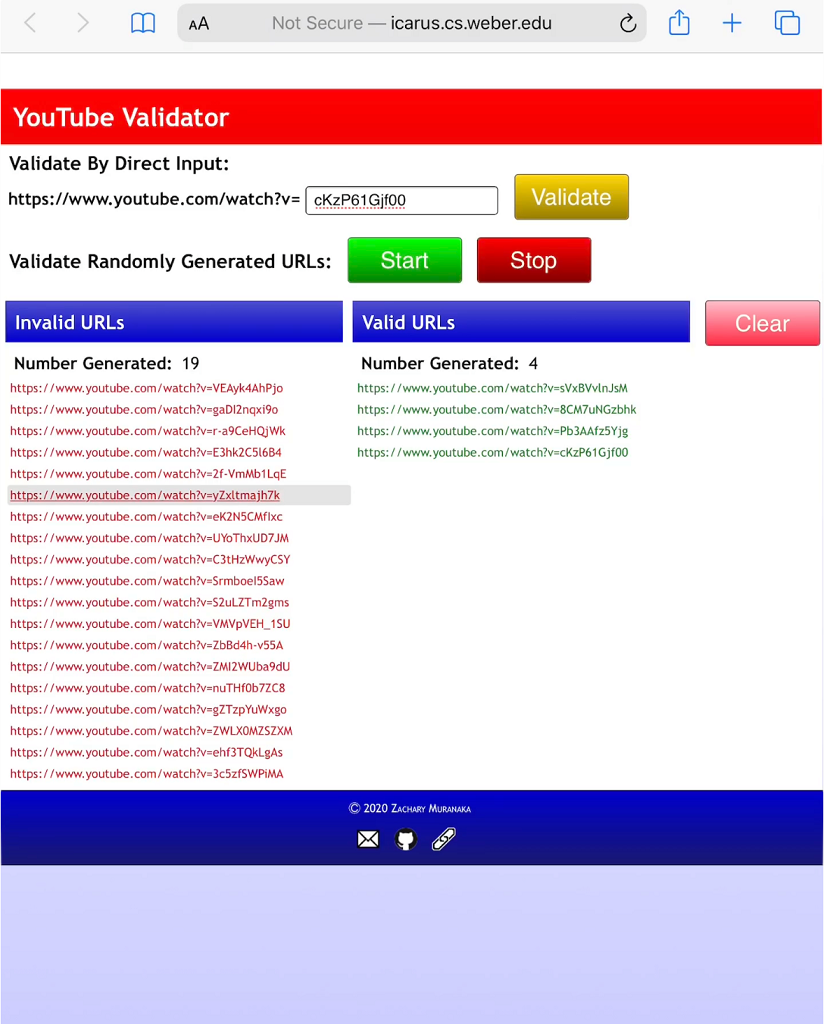 AA Not Secure — icarus.cs.weber.edu
YouTube Validator
Validate By Direct Input:
https://www.youtube.com/watch?v= cKzP61Gjf00 Validate
Validate Randomly Generated URLs: Start Stop
Invalid URLs Valid URLs Clear
Number Generated: 19 Number Generated: 4
https://www.youtube.com/watch?v=VEAyk4AhPjo https://www.youtube.com/watch?v=sVxBVvlnJsM
https://www.youtube.com/watch?v=gaDI2nqxi9o https://www.youtube.com/watch?v=8CM7uNGzbhk
https://www.youtube.com/watch?v=r-a9CeHQjWk https://www.youtube.com/watch?v=Pb3AAfz5Yjg
https://www.youtube.com/watch?v=E3hk2C5l6B4 https://www.youtube.com/watch?v=cKzP61Gjf00
https://www.youtube.com/watch?v=2f-VmMb1LqE
https://www.youtube.com/watch?v=yZxltmajh7k
https://www.youtube.com/watch?v=eK2N5CMfIxc
https://www.youtube.com/watch?v=UYoThxUD7JM
https://www.youtube.com/watch?v=C3tHzWwyCSY
https://www.youtube.com/watch?v=SrmboeI5Saw
https://www.youtube.com/watch?v=S2uLZTm2gms
https://www.youtube.com/watch?v=VMVpVEH_1SU
https://www.youtube.com/watch?v=ZbBd4h-v55A
https://www.youtube.com/watch?v=ZMI2WUba9dU
https://www.youtube.com/watch?v=nuTHf0b7ZC8
https://www.youtube.com/watch?v=gZTzpYuWxgo
https://www.youtube.com/watch?v=ZWLX0MZSZXM
https://www.youtube.com/watch?v=ehf3TQkLgAs
https://www.youtube.com/watch?v=3c5zfSWPiMA
© 2020 Zachary Muranaka